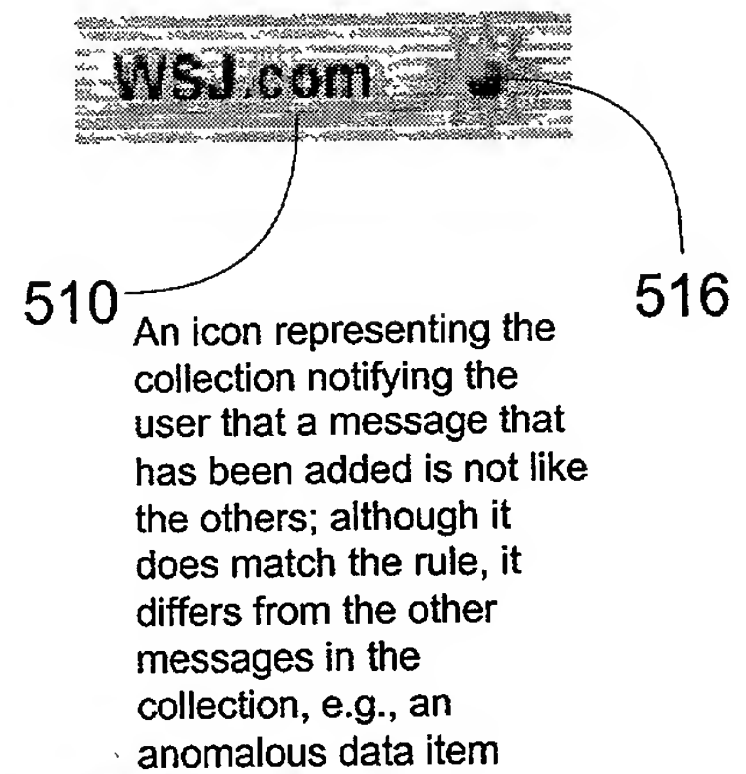 WSJ.com
510
516
An icon representing the
collection notifying the
user that a message that
has been added is not like
the others; although it
does match the rule, it
differs from the other
messages in the
collection, e.g., an
anomalous data item